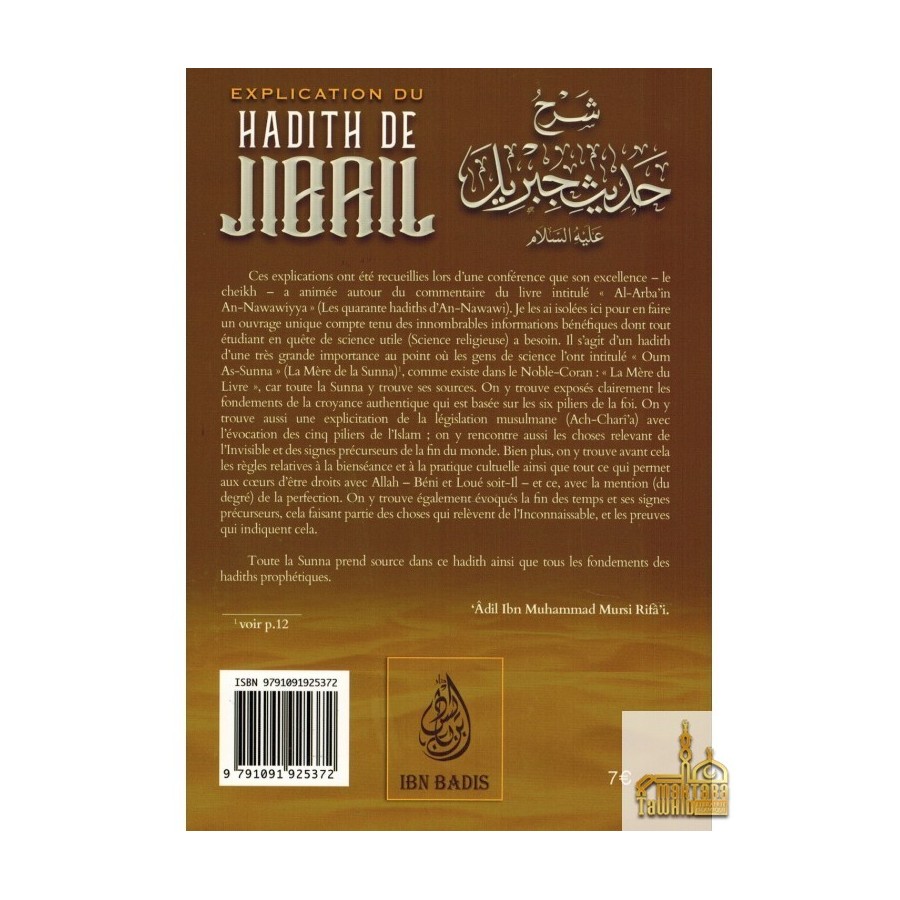 EXPLICATION DU
HADITH DE
JIBRIL
شَرْحُ
حَدِيثِ جِبْرِيلَ
عَلَيْهِ السَّلَام
Ces explications ont été recueillies lors d'une conférence que son excellence – le
cheikh – a animée autour du commentaire du livre intitulé « Al-Arba'in
An-Nawawiyya » (Les quarante hadiths d'An-Nawawi). Je les ai isolées ici pour en faire
un ouvrage unique compte tenu des innombrables informations bénéfiques dont tout
étudiant en quête de science utile (Science religieuse) a besoin. Il s'agit d'un hadith
d'une très grande importance au point où les gens de science l'ont intitulé « Oum
As-Sunna » (La Mère de la Sunna)¹, comme existe dans le Noble-Coran : « La Mère du
Livre », car toute la Sunna y trouve ses sources. On y trouve exposés clairement les
fondements de la croyance authentique qui est basée sur les six piliers de la foi. On y
trouve aussi une explicitation de la législation musulmane (Ach-Chari'a) avec
l'évocation des cinq piliers de l'Islam ; on y rencontre aussi les choses relevant de
l'Invisible et des signes précurseurs de la fin du monde. Bien plus, on y trouve avant cela
les règles relatives à la bienséance et à la pratique cultuelle ainsi que tout ce qui permet
aux cœurs d'être droits avec Allah – Béni et Loué soit-Il – et ce, avec la mention (du
degré) de la perfection. On y trouve également évoqués la fin des temps et ses signes
précurseurs, cela faisant partie des choses qui relèvent de l'Inconnaissable, et les preuves
qui indiquent cela.
Toute la Sunna prend source dans ce hadith ainsi que tous les fondements des
hadiths prophétiques.
'Âdil Ibn Muhammad Mursi Rifâ'i.
¹ voir p.12
ISBN 9791091925372
9 791091 925372
IBN BADIS
7€
MAKTABA
TAWHID